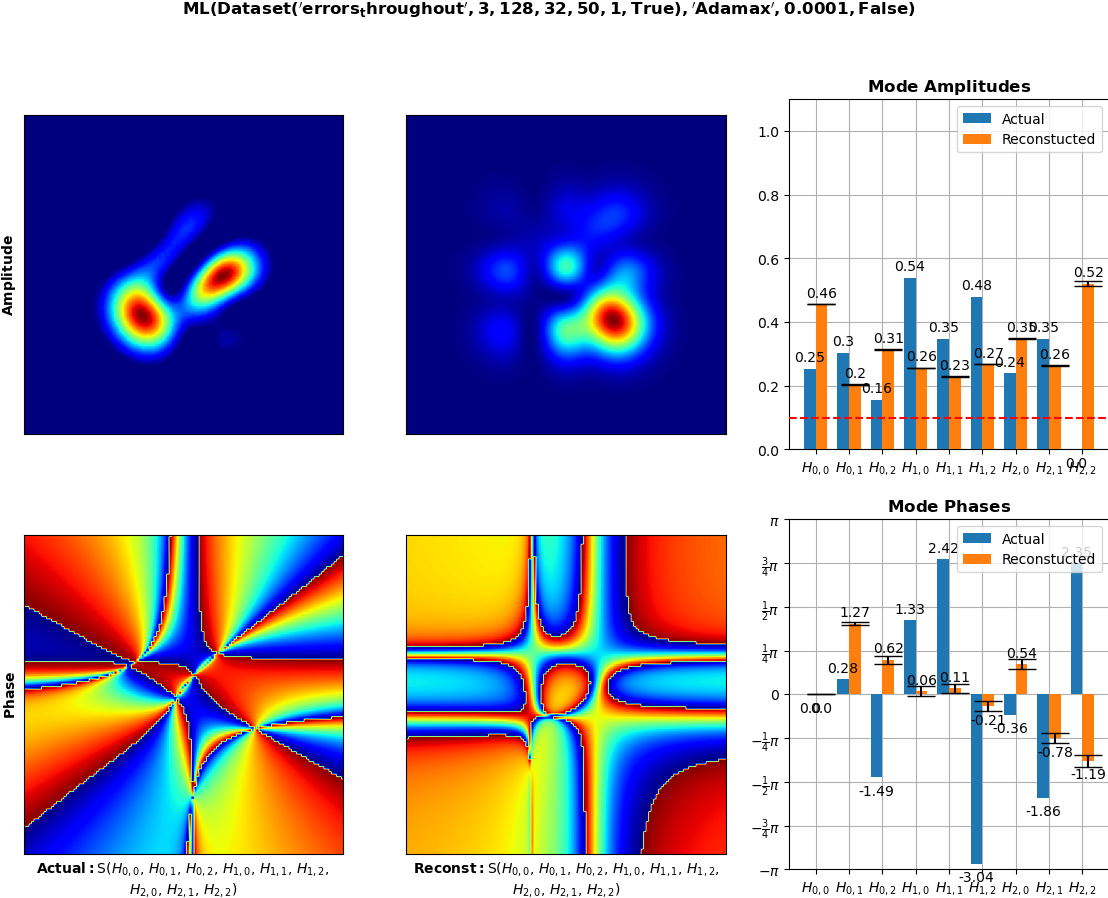 ML(Dataset('errors_throughout', 3, 128, 32, 50, 1, True), 'Adamax', 0.0001, False)
Amplitude
Mode Amplitudes
Actual
Reconstucted
1.0
0.8
0.6
0.4
0.2
0.0
0.25
0.46
0.3
0.2
0.16
0.31
0.54
0.26
0.35
0.23
0.48
0.27
0.24
0.35
0.35
0.26
0.0
0.52
H0,0 H0,1 H0,2 H1,0 H1,1 H1,2 H2,0 H2,1 H2,2
Phase
Mode Phases
Actual
Reconstucted
π
3/4π
1/2π
1/4π
0
−1/4π
−1/2π
−3/4π
−π
0.0
0.0
0.28
1.27
-1.49
0.62
1.33
0.06
2.42
0.11
-3.04
-0.21
-0.36
0.54
-1.86
-0.78
2.35
-1.19
H0,0 H0,1 H0,2 H1,0 H1,1 H1,2 H2,0 H2,1 H2,2
Actual: S(H0,0, H0,1, H0,2, H1,0, H1,1, H1,2,
H2,0, H2,1, H2,2)
Reconst: S(H0,0, H0,1, H0,2, H1,0, H1,1, H1,2,
H2,0, H2,1, H2,2)